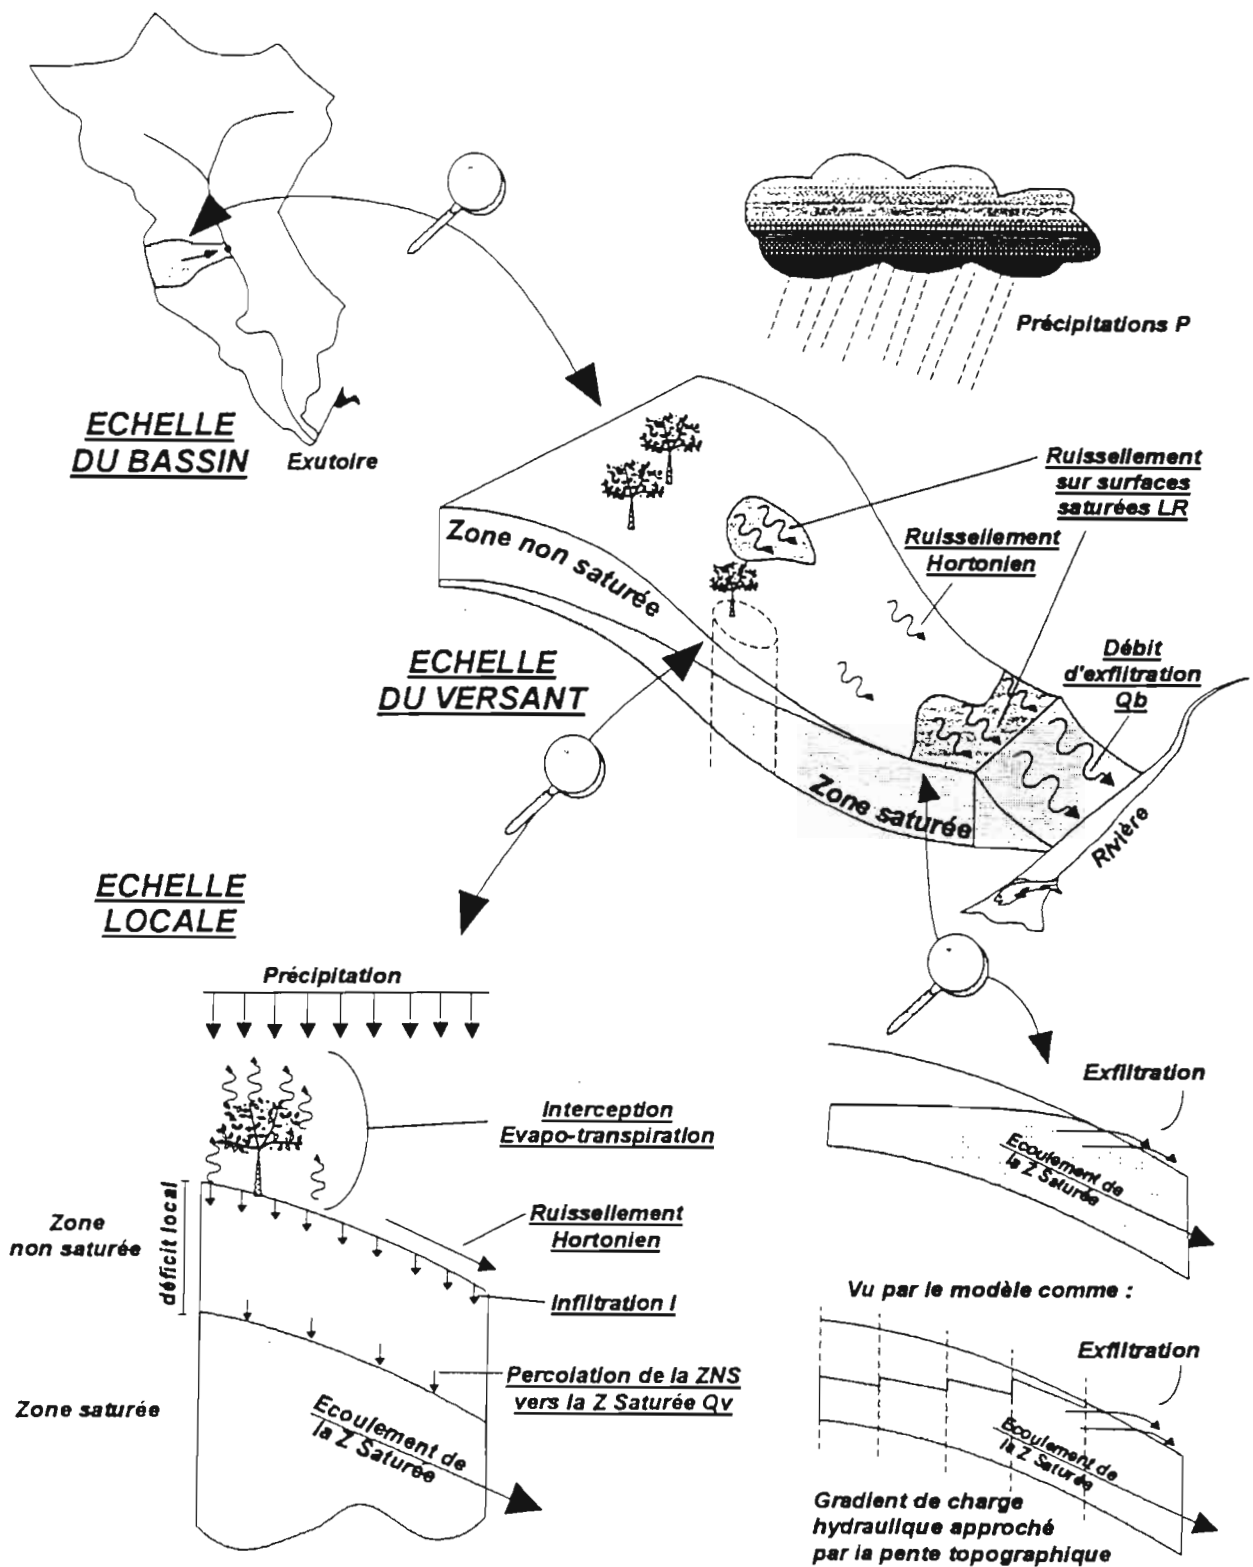 Précipitations P
ECHELLE
DU BASSIN
Exutoire
Ruissellement
sur surfaces
saturées LR
Ruissellement
Hortonien
Zone non saturée
ECHELLE
DU VERSANT
Débit
d'exfiltration
Qb
Zone saturée
Rivière
ECHELLE
LOCALE
Précipitation
Interception
Evapo-transpiration
Zone
non saturée
déficit local
Ruissellement
Hortonien
Infiltration I
Percolation de la ZNS
vers la Z Saturée Qv
Zone saturée
Ecoulement de
la Z Saturée
Exfiltration
Ecoulement de
la Z Saturée
Vu par le modèle comme :
Exfiltration
Ecoulement de
la Z Saturée
Gradient de charge
hydraulique approché
par la pente topographique